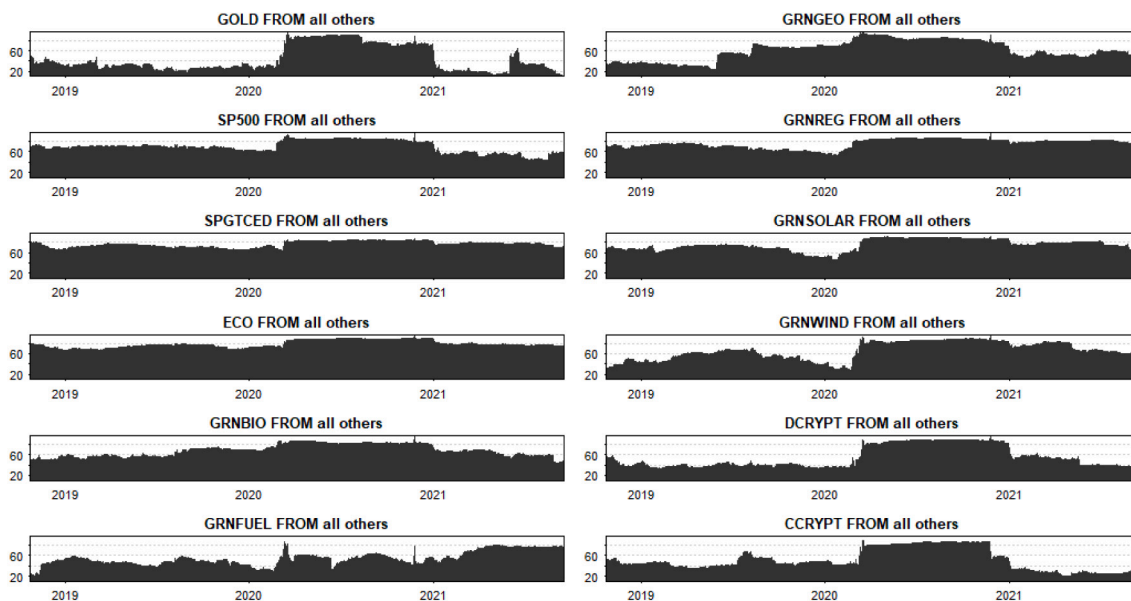 GOLD FROM all others
60
20
2019 2020 2021
SP500 FROM all others
60
20
2019 2020 2021
SPGTCED FROM all others
60
20
2019 2020 2021
ECO FROM all others
60
20
2019 2020 2021
GRNBIO FROM all others
60
20
2019 2020 2021
GRNFUEL FROM all others
60
20
2019 2020 2021
GRNGEO FROM all others
60
20
2019 2020 2021
GRNREG FROM all others
60
20
2019 2020 2021
GRNSOLAR FROM all others
60
20
2019 2020 2021
GRNWIND FROM all others
60
20
2019 2020 2021
DCRYPT FROM all others
60
20
2019 2020 2021
CCRYPT FROM all others
60
20
2019 2020 2021